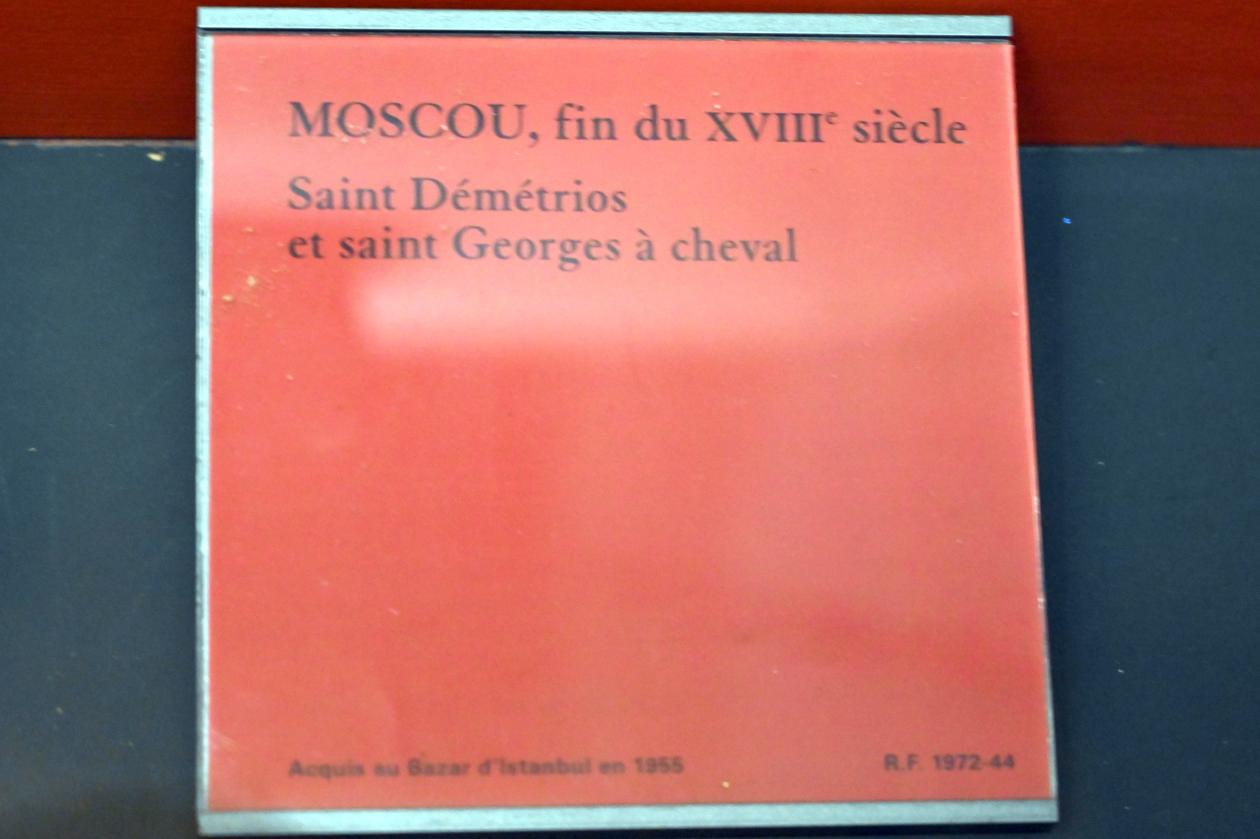 MOSCOU, fin du XVIIIe siècle
Saint Démétrios
et saint Georges à cheval
Acquis au Bazar d'Istanbul en 1955
R.F. 1972-44